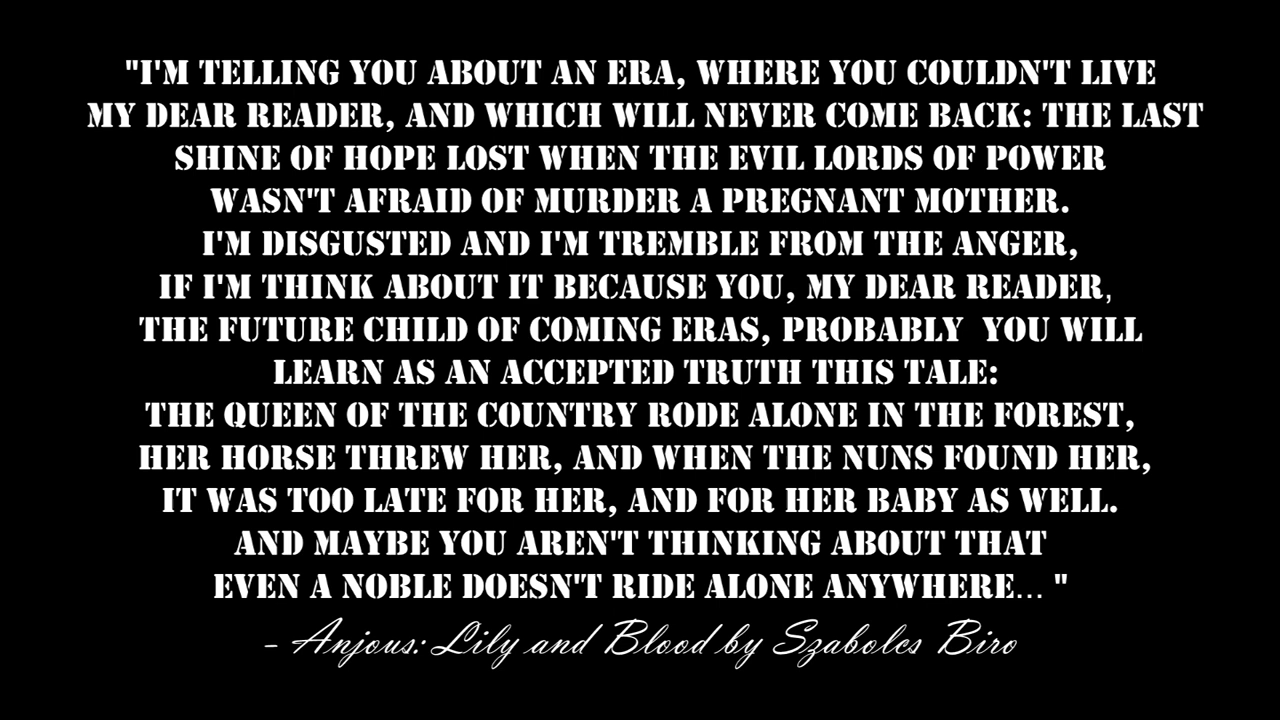 "I'M TELLING YOU ABOUT AN ERA, WHERE YOU COULDN'T LIVE
MY DEAR READER, AND WHICH WILL NEVER COME BACK: THE LAST
SHINE OF HOPE LOST WHEN THE EVIL LORDS OF POWER
WASN'T AFRAID OF MURDER A PREGNANT MOTHER.
I'M DISGUSTED AND I'M TREMBLE FROM THE ANGER,
IF I'M THINK ABOUT IT BECAUSE YOU, MY DEAR READER,
THE FUTURE CHILD OF COMING ERAS, PROBABLY YOU WILL
LEARN AS AN ACCEPTED TRUTH THIS TALE:
THE QUEEN OF THE COUNTRY RODE ALONE IN THE FOREST,
HER HORSE THREW HER, AND WHEN THE NUNS FOUND HER,
IT WAS TOO LATE FOR HER, AND FOR HER BABY AS WELL.
AND MAYBE YOU AREN'T THINKING ABOUT THAT
EVEN A NOBLE DOESN'T RIDE ALONE ANYWHERE..."
- Anjous: Lily and Blood by Szabolcs Biro